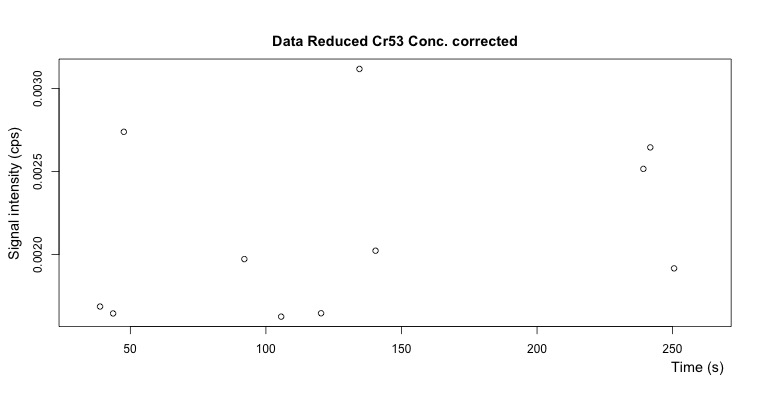 Data Reduced Cr53 Conc. corrected
Signal intensity (cps)
0.0030
0.0025
0.0020
50 100 150 200 250
Time (s)